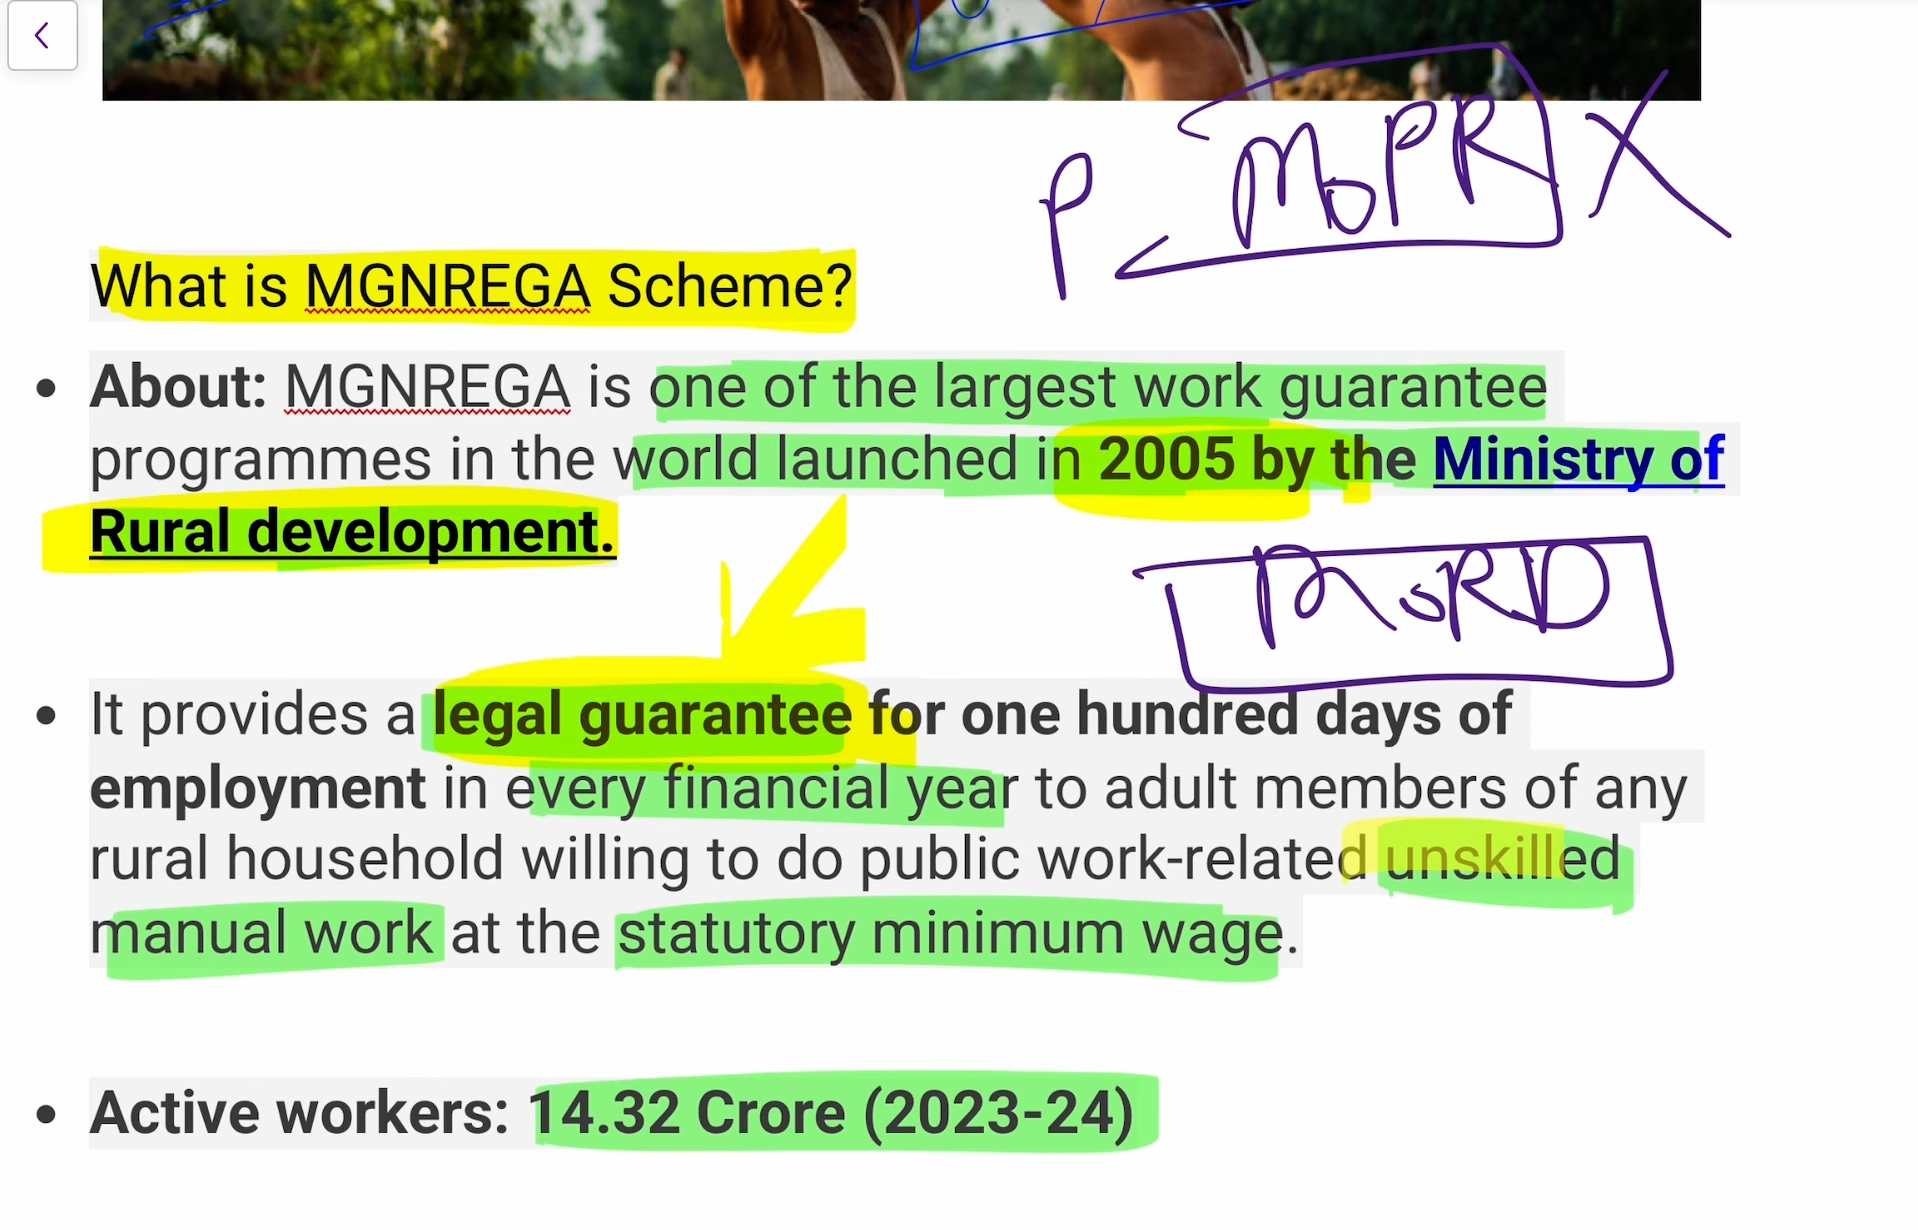 P MoPR X
What is MGNREGA Scheme?
• About: MGNREGA is one of the largest work guarantee
programmes in the world launched in 2005 by the Ministry of
Rural development.
MoRD
• It provides a legal guarantee for one hundred days of
employment in every financial year to adult members of any
rural household willing to do public work-related unskilled
manual work at the statutory minimum wage.
• Active workers: 14.32 Crore (2023-24)